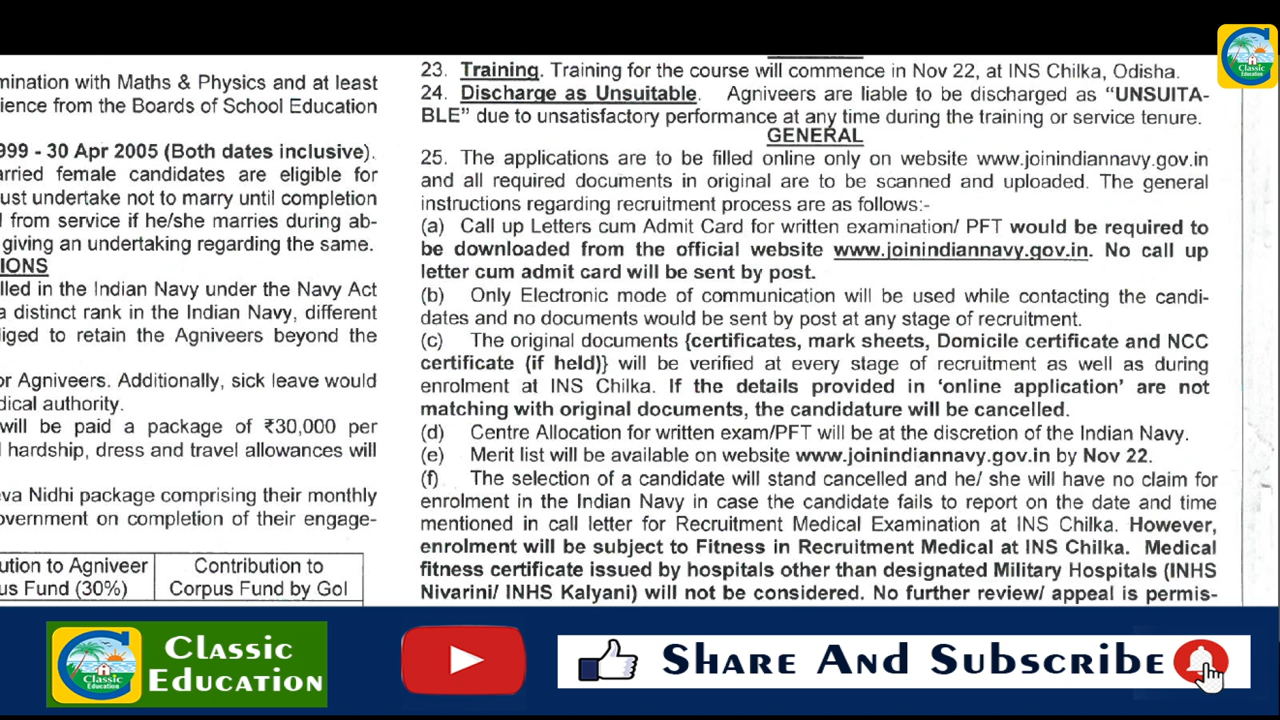 mination with Maths & Physics and at least
ience from the Boards of School Education
999 - 30 Apr 2005 (Both dates inclusive).
arried female candidates are eligible for
ust undertake not to marry until completion
d from service if he/she marries during ab-
giving an undertaking regarding the same.
IONS
lled in the Indian Navy under the Navy Act
a distinct rank in the Indian Navy, different
liged to retain the Agniveers beyond the
or Agniveers. Additionally, sick leave would
dical authority.
will be paid a package of ₹30,000 per
l hardship, dress and travel allowances will
eva Nidhi package comprising their monthly
overnment on completion of their engage-
ution to Agniveer
us Fund (30%)
Contribution to
Corpus Fund by GoI
23. Training. Training for the course will commence in Nov 22, at INS Chilka, Odisha.
24. Discharge as Unsuitable. Agniveers are liable to be discharged as “UNSUITA-
BLE” due to unsatisfactory performance at any time during the training or service tenure.
GENERAL
25. The applications are to be filled online only on website www.joinindiannavy.gov.in
and all required documents in original are to be scanned and uploaded. The general
instructions regarding recruitment process are as follows:-
(a) Call up Letters cum Admit Card for written examination/ PFT would be required to
be downloaded from the official website www.joinindiannavy.gov.in. No call up
letter cum admit card will be sent by post.
(b) Only Electronic mode of communication will be used while contacting the candi-
dates and no documents would be sent by post at any stage of recruitment.
(c) The original documents {certificates, mark sheets, Domicile certificate and NCC
certificate (if held)} will be verified at every stage of recruitment as well as during
enrolment at INS Chilka. If the details provided in ‘online application’ are not
matching with original documents, the candidature will be cancelled.
(d) Centre Allocation for written exam/PFT will be at the discretion of the Indian Navy.
(e) Merit list will be available on website www.joinindiannavy.gov.in by Nov 22.
(f) The selection of a candidate will stand cancelled and he/ she will have no claim for
enrolment in the Indian Navy in case the candidate fails to report on the date and time
mentioned in call letter for Recruitment Medical Examination at INS Chilka. However,
enrolment will be subject to Fitness in Recruitment Medical at INS Chilka. Medical
fitness certificate issued by hospitals other than designated Military Hospitals (INHS
Nivarini/ INHS Kalyani) will not be considered. No further review/ appeal is permis-
Classic
Education
Classic
Education
Classic
Education
Share And Subscribe